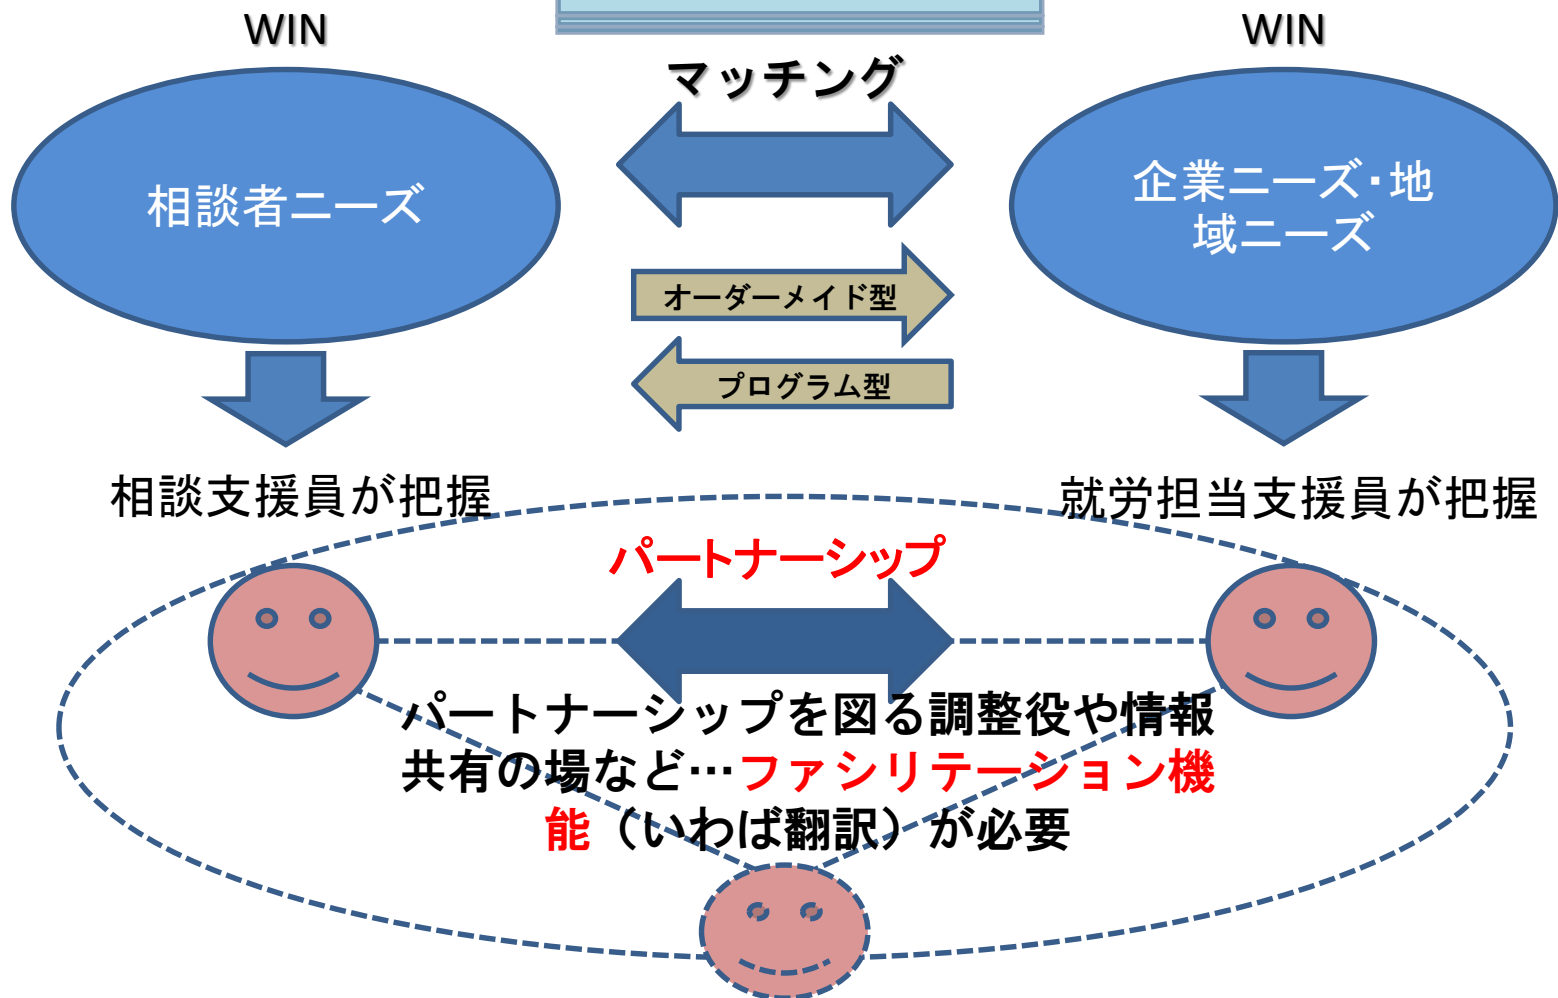 WIN
WIN
マッチング
相談者ニーズ
企業ニーズ・地
域ニーズ
オーダーメイド型
プログラム型
相談支援員が把握
就労担当支援員が把握
パートナーシップ
パートナーシップを図る調整役や情報
共有の場など…ファシリテーション機
能（いわば翻訳）が必要